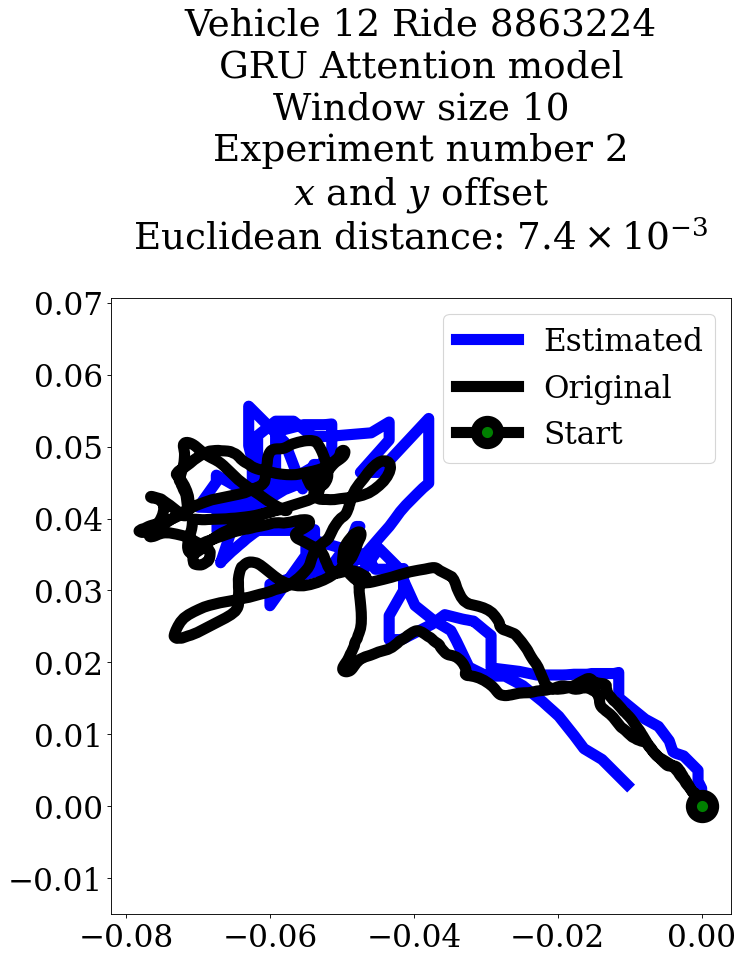 Vehicle 12 Ride 8863224
GRU Attention model
Window size 10
Experiment number 2
x and y offset
Euclidean distance: 7.4 × 10⁻³
0.07
0.06
0.05
0.04
0.03
0.02
0.01
0.00
−0.01
Estimated
Original
Start
−0.08 −0.06 −0.04 −0.02 0.00